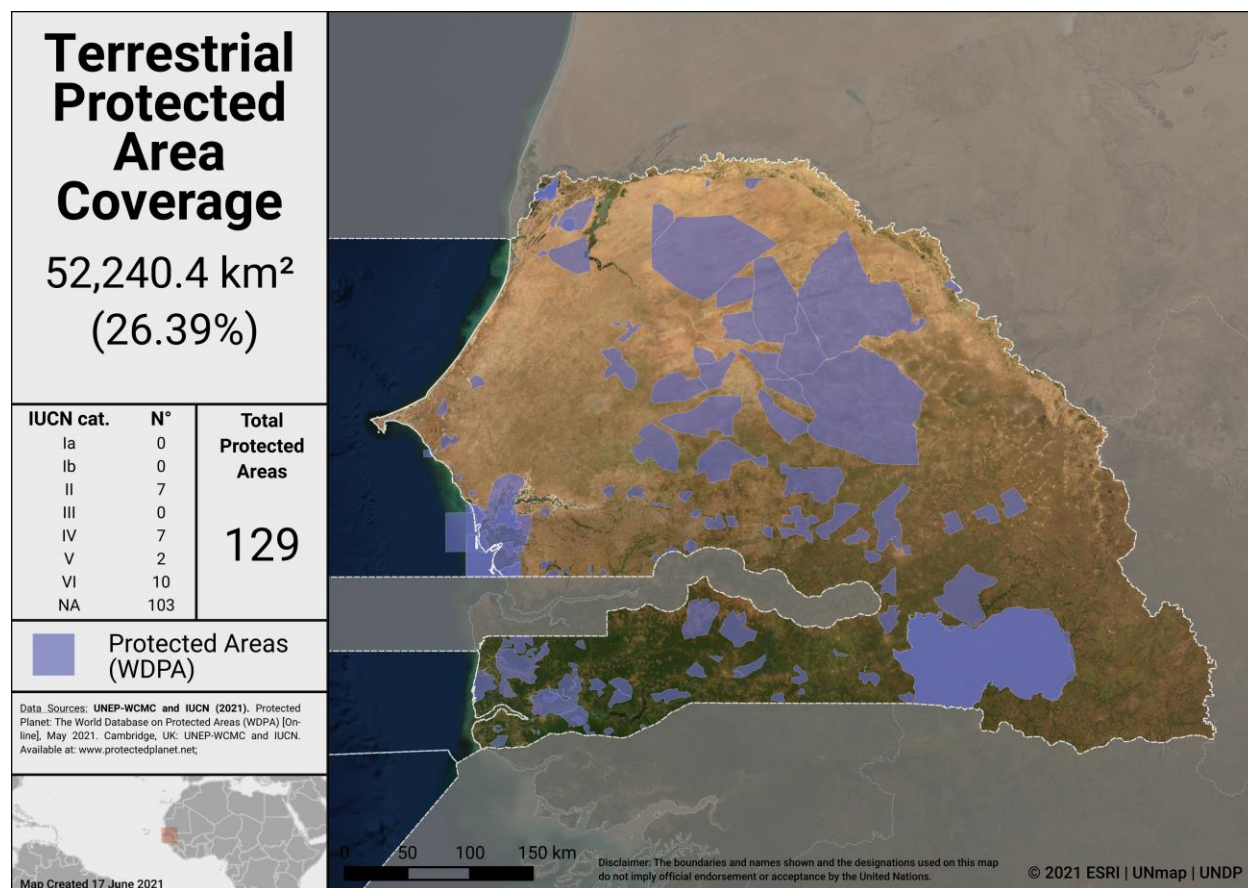 Terrestrial
Protected
Area
Coverage
52,240.4 km²
(26.39%)
IUCN cat. N°
Ia 0
Ib 0
II 7
III 0
IV 7
V 2
VI 10
NA 103
Total
Protected
Areas
129
Protected Areas
(WDPA)
Data Sources: UNEP-WCMC and IUCN (2021). Protected
Planet: The World Database on Protected Areas (WDPA) [On-
line], May 2021. Cambridge, UK: UNEP-WCMC and IUCN.
Available at: www.protectedplanet.net;
Map Created 17 June 2021
0 50 100 150 km
Disclaimer: The boundaries and names shown and the designations used on this map
do not imply official endorsement or acceptance by the United Nations.
© 2021 ESRI | UNmap | UNDP